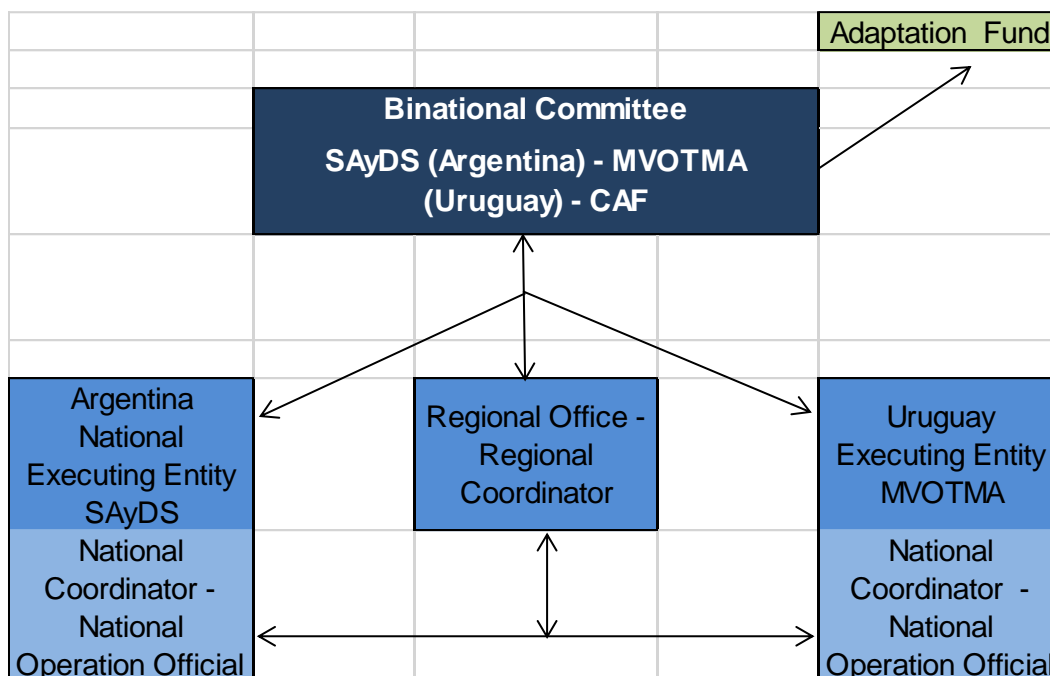 Adaptation Fund
Binational Committee
SAyDS (Argentina) - MVOTMA
(Uruguay) - CAF
Argentina
National
Executing Entity
SAyDS
Regional Office -
Regional
Coordinator
Uruguay
Executing Entity
MVOTMA
National
Coordinator -
National
Operation Official
National
Coordinator -
National
Operation Official